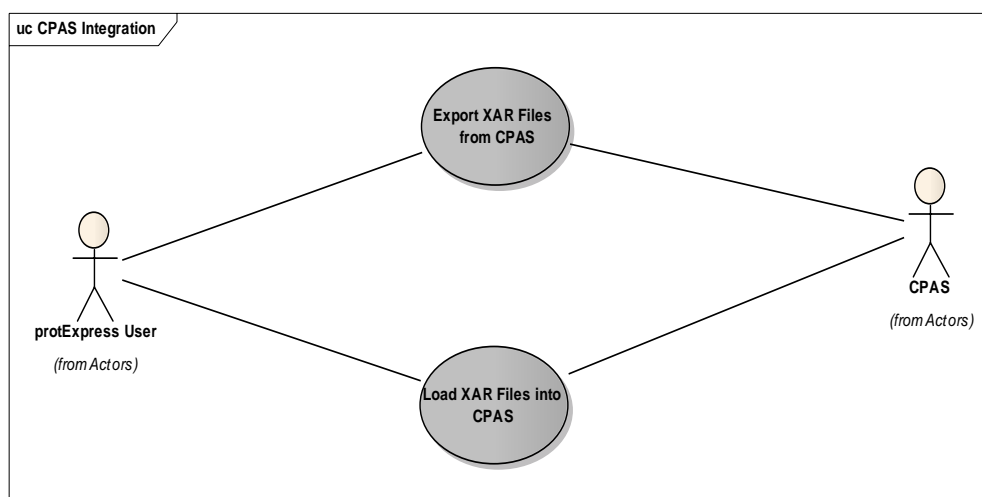 uc CPAS Integration
Export XAR Files
from CPAS
protExpress User
(from Actors)
CPAS
(from Actors)
Load XAR Files into
CPAS